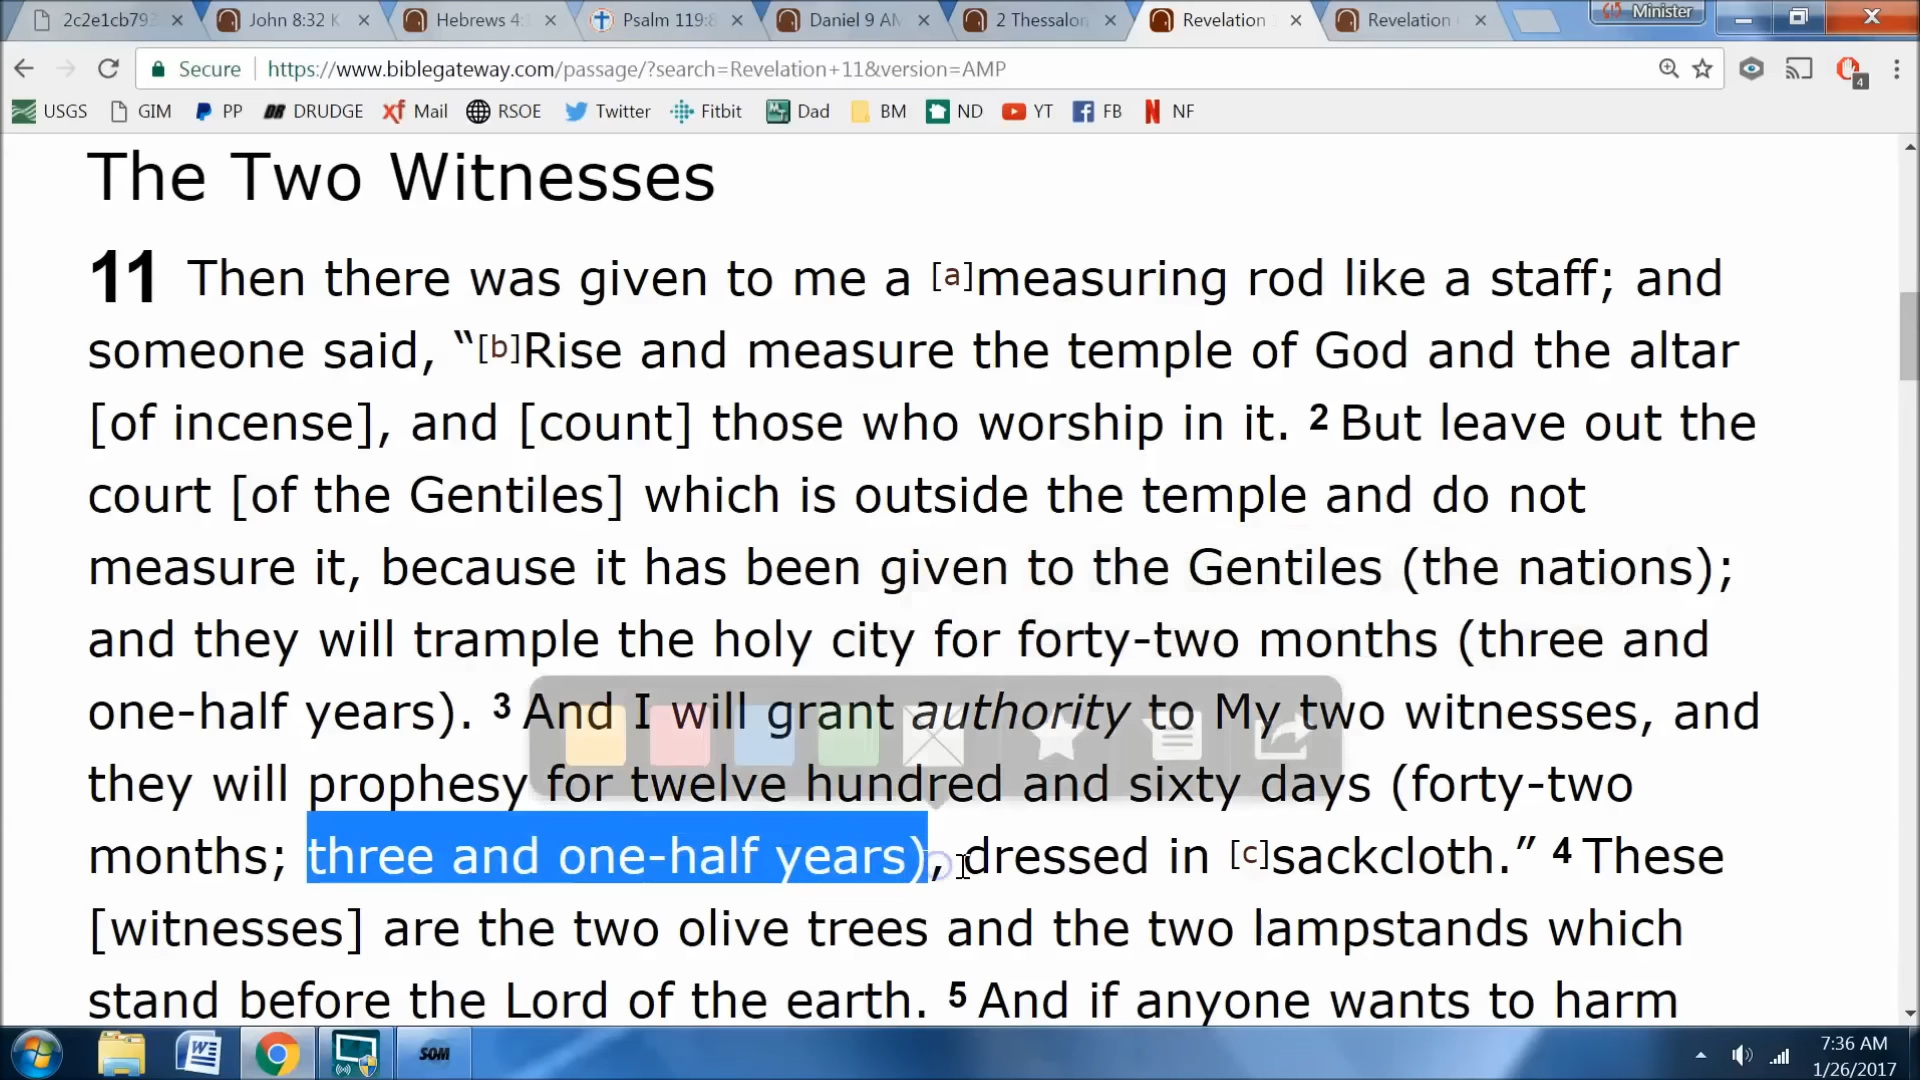 2c2e1cb792
John 8:32 K
Hebrews 4:1
Psalm 119:8
Daniel 9 AM
2 Thessalon
Revelation
Revelation
Minister
Secure
https://www.biblegateway.com/passage/?search=Revelation+11&version=AMP
4
USGS
GIM
PP
DR DRUDGE
xf Mail
RSOE
Twitter
Fitbit
Dad
BM
ND
YT
FB
N NF
The Two Witnesses
11 Then there was given to me a [a]measuring rod like a staff; and
someone said, “[b]Rise and measure the temple of God and the altar
[of incense], and [count] those who worship in it. 2 But leave out the
court [of the Gentiles] which is outside the temple and do not
measure it, because it has been given to the Gentiles (the nations);
and they will trample the holy city for forty-two months (three and
one-half years). 3 And I will grant authority to My two witnesses, and
they will prophesy for twelve hundred and sixty days (forty-two
months; three and one-half years), dressed in [c]sackcloth.” 4 These
[witnesses] are the two olive trees and the two lampstands which
stand before the Lord of the earth. 5 And if anyone wants to harm
SOM
7:36 AM
1/26/2017